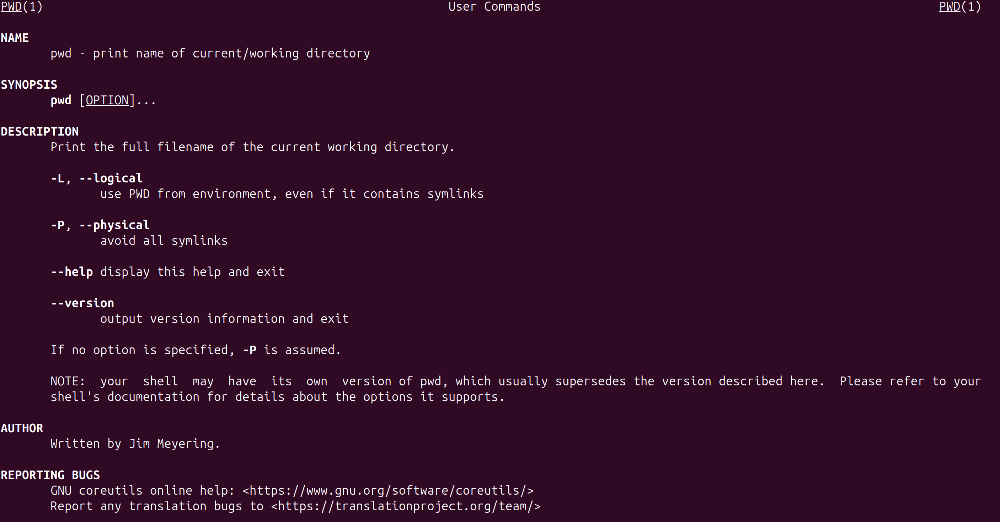 PWD(1) User Commands PWD(1)
NAME
pwd - print name of current/working directory
SYNOPSIS
pwd [OPTION]...
DESCRIPTION
Print the full filename of the current working directory.
-L, --logical
use PWD from environment, even if it contains symlinks
-P, --physical
avoid all symlinks
--help display this help and exit
--version
output version information and exit
If no option is specified, -P is assumed.
NOTE: your shell may have its own version of pwd, which usually supersedes the version described here. Please refer to your
shell's documentation for details about the options it supports.
AUTHOR
Written by Jim Meyering.
REPORTING BUGS
GNU coreutils online help: <https://www.gnu.org/software/coreutils/>
Report any translation bugs to <https://translationproject.org/team/>